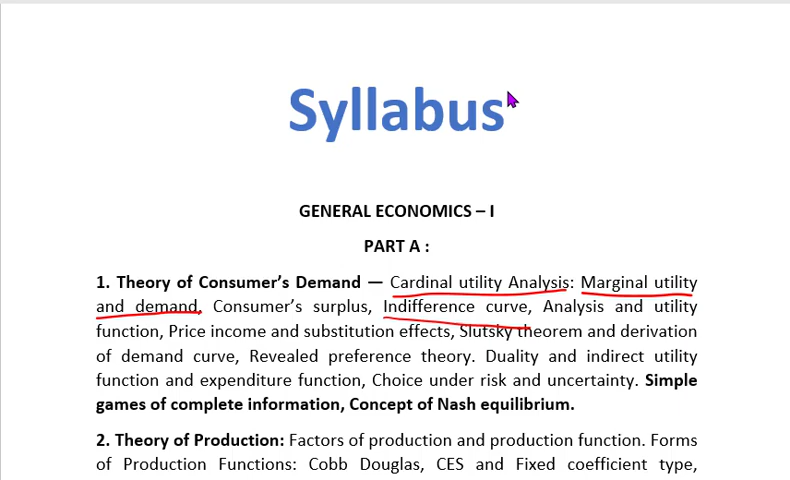 Syllabus
GENERAL ECONOMICS – I
PART A :
1. Theory of Consumer’s Demand — Cardinal utility Analysis: Marginal utility
and demand, Consumer’s surplus, Indifference curve, Analysis and utility
function, Price income and substitution effects, Slutsky theorem and derivation
of demand curve, Revealed preference theory. Duality and indirect utility
function and expenditure function, Choice under risk and uncertainty. Simple
games of complete information, Concept of Nash equilibrium.
2. Theory of Production: Factors of production and production function. Forms
of Production Functions: Cobb Douglas, CES and Fixed coefficient type,